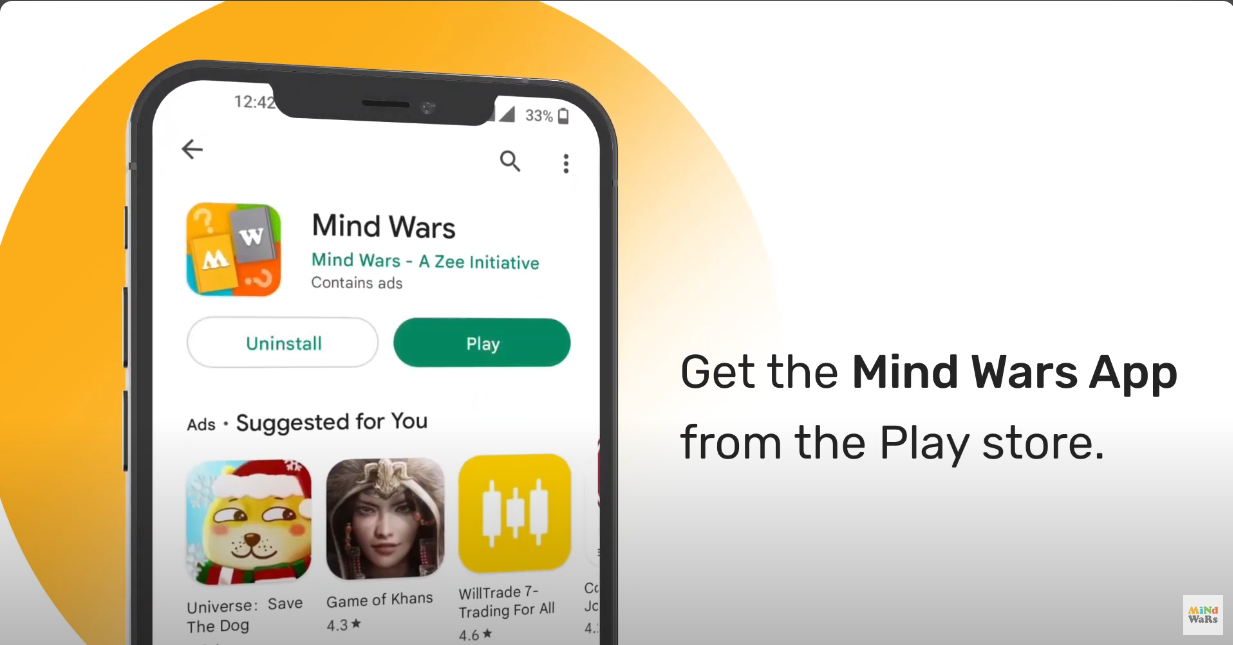 12:42
33%
Mind Wars
Mind Wars - A Zee Initiative
Contains ads
Uninstall
Play
Ads • Suggested for You
Universe: Save
The Dog
Game of Khans
4.3★
WillTrade 7-
Trading For All
4.6★
4.
M
W
Get the Mind Wars App
from the Play store.
MiNd
WaRs